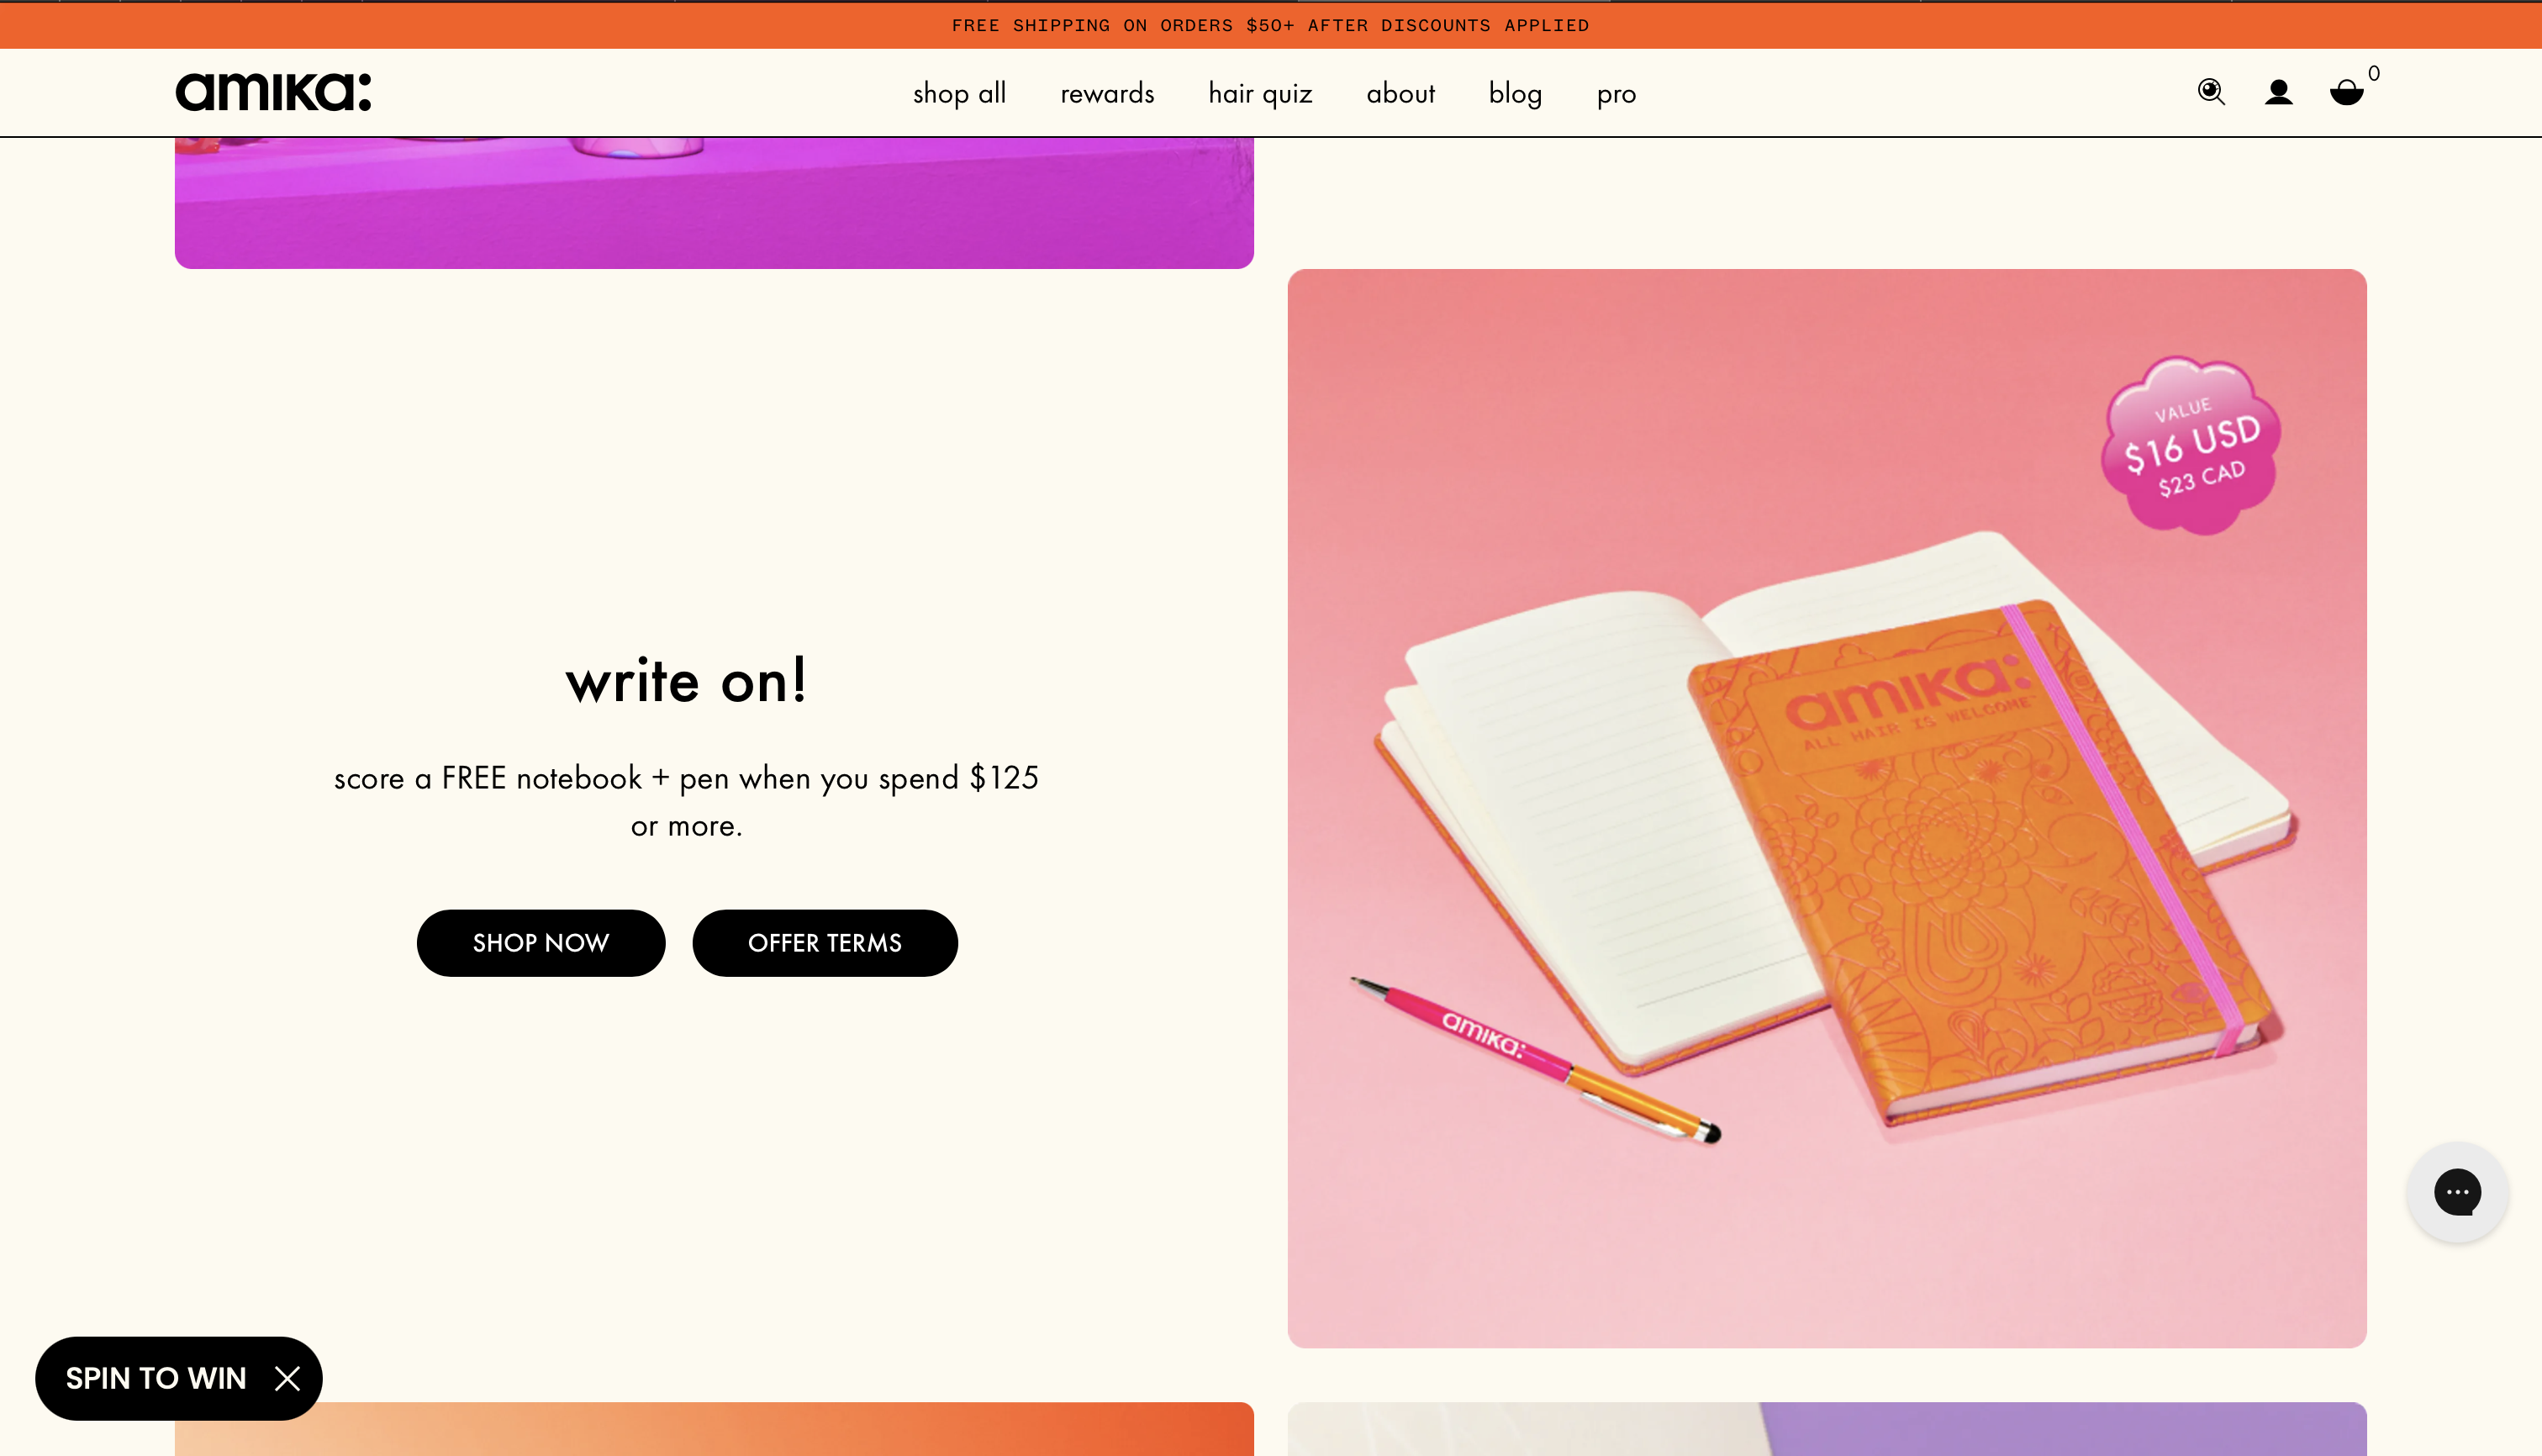 FREE SHIPPING ON ORDERS $50+ AFTER DISCOUNTS APPLIED
amika:
shop all
rewards
hair quiz
about
blog
pro
0
VALUE
$16 USD
$23 CAD
amika:
ALL HAIR IS WELCOME
write on!
score a FREE notebook + pen when you spend $125
or more.
SHOP NOW
OFFER TERMS
amika:
SPIN TO WIN